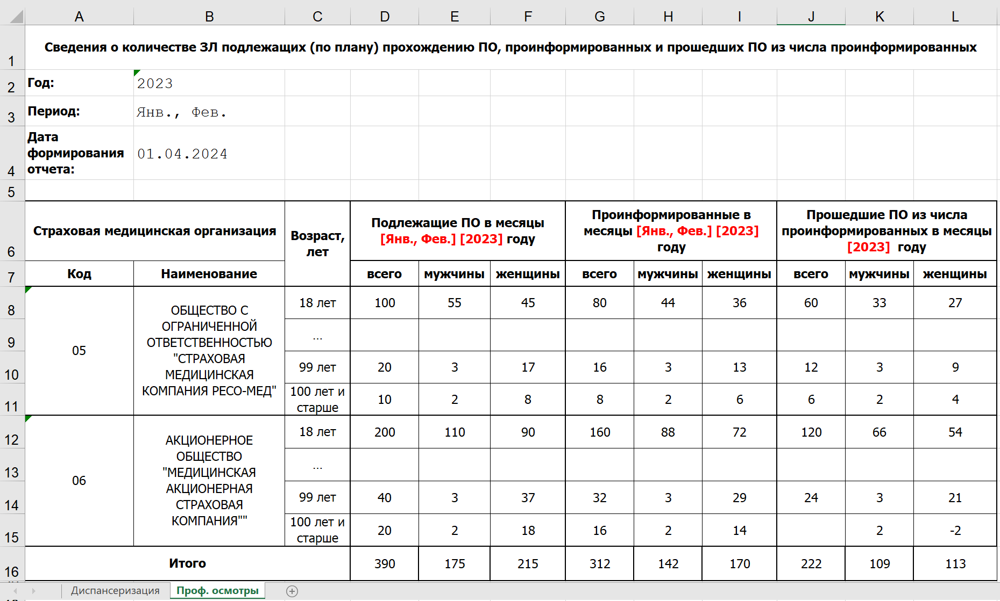 A B C D E F G H I J K L
1 Сведения о количестве ЗЛ подлежащих (по плану) прохождению ПО, проинформированных и прошедших ПО из числа проинформированных
2 Год: 2023
3 Период: Янв., Фев.
4 Дата
формирования
отчета: 01.04.2024
5
6 Страховая медицинская организация
Возраст,
лет
Подлежащие ПО в месяцы
[Янв., Фев.] [2023] году
Проинформированные в
месяцы [Янв., Фев.] [2023]
году
Прошедшие ПО из числа
проинформированных в месяцы
[2023] году
7 Код Наименование всего мужчины женщины всего мужчины женщины всего мужчины женщины
05
ОБЩЕСТВО С
ОГРАНИЧЕННОЙ
ОТВЕТСТВЕННОСТЬЮ
"СТРАХОВАЯ
МЕДИЦИНСКАЯ
КОМПАНИЯ РЕСО-МЕД"
8 18 лет 100 55 45 80 44 36 60 33 27
9 ...
10 99 лет 20 3 17 16 3 13 12 3 9
11 100 лет и
старше 10 2 8 8 2 6 6 2 4
06
АКЦИОНЕРНОЕ
ОБЩЕСТВО
"МЕДИЦИНСКАЯ
АКЦИОНЕРНАЯ
СТРАХОВАЯ
КОМПАНИЯ""
12 18 лет 200 110 90 160 88 72 120 66 54
13 ...
14 99 лет 40 3 37 32 3 29 24 3 21
15 100 лет и
старше 20 2 18 16 2 14 2 -2
16 Итого 390 175 215 312 142 170 222 109 113
Диспансеризация Проф. осмотры